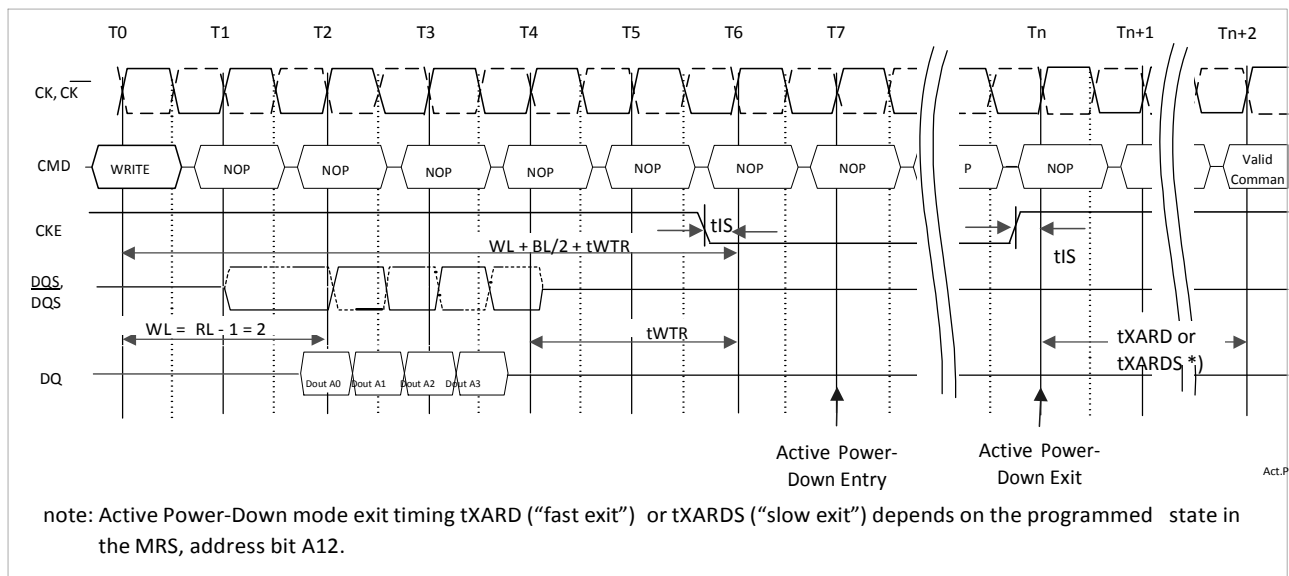 T0 T1 T2 T3 T4 T5 T6 T7 Tn Tn+1 Tn+2
CK, CK
CMD WRITE NOP NOP NOP NOP NOP NOP NOP P NOP Valid
Comman
CKE
tIS
tIS
WL + BL/2 + tWTR
DQS,
DQS
WL = RL - 1 = 2
tWTR
tXARD or
tXARDS *)
DQ
Dout A0 Dout A1 Dout A2 Dout A3
Active Power-
Down Entry
Active Power-
Down Exit
Act.P
note: Active Power-Down mode exit timing tXARD (“fast exit”) or tXARDS (“slow exit”) depends on the programmed state in
the MRS, address bit A12.